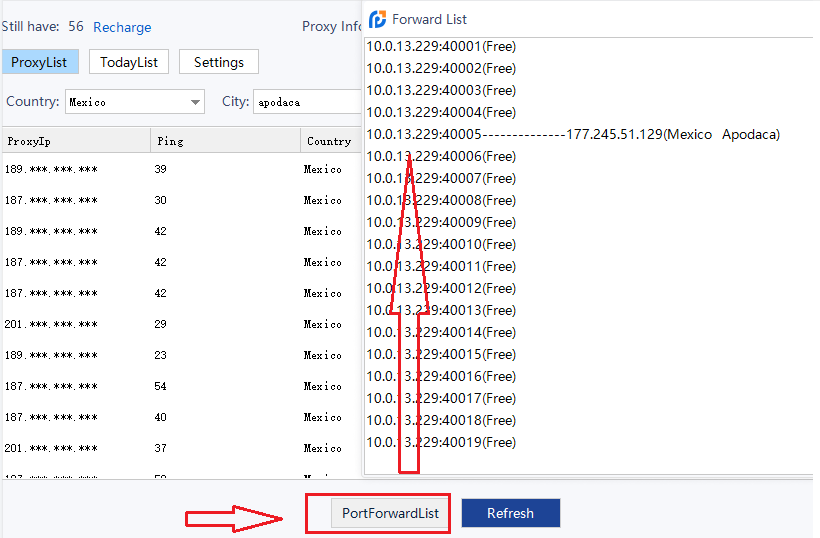 Still have: 56 Recharge
Proxy Info
ProxyList TodayList Settings
Country: Mexico City: apodaca
ProxyIp Ping Country
189.***.***.*** 39 Mexico
187.***.***.*** 30 Mexico
189.***.***.*** 42 Mexico
187.***.***.*** 42 Mexico
187.***.***.*** 42 Mexico
201.***.***.*** 29 Mexico
189.***.***.*** 23 Mexico
187.***.***.*** 54 Mexico
187.***.***.*** 40 Mexico
201.***.***.*** 37 Mexico
Forward List
10.0.13.229:40001(Free)
10.0.13.229:40002(Free)
10.0.13.229:40003(Free)
10.0.13.229:40004(Free)
10.0.13.229:40005---------------177.245.51.129(Mexico Apodaca)
10.0.13.229:40006(Free)
10.0.13.229:40007(Free)
10.0.13.229:40008(Free)
10.0.13.229:40009(Free)
10.0.13.229:40010(Free)
10.0.13.229:40011(Free)
10.0.13.229:40012(Free)
10.0.13.229:40013(Free)
10.0.13.229:40014(Free)
10.0.13.229:40015(Free)
10.0.13.229:40016(Free)
10.0.13.229:40017(Free)
10.0.13.229:40018(Free)
10.0.13.229:40019(Free)
PortForwardList Refresh